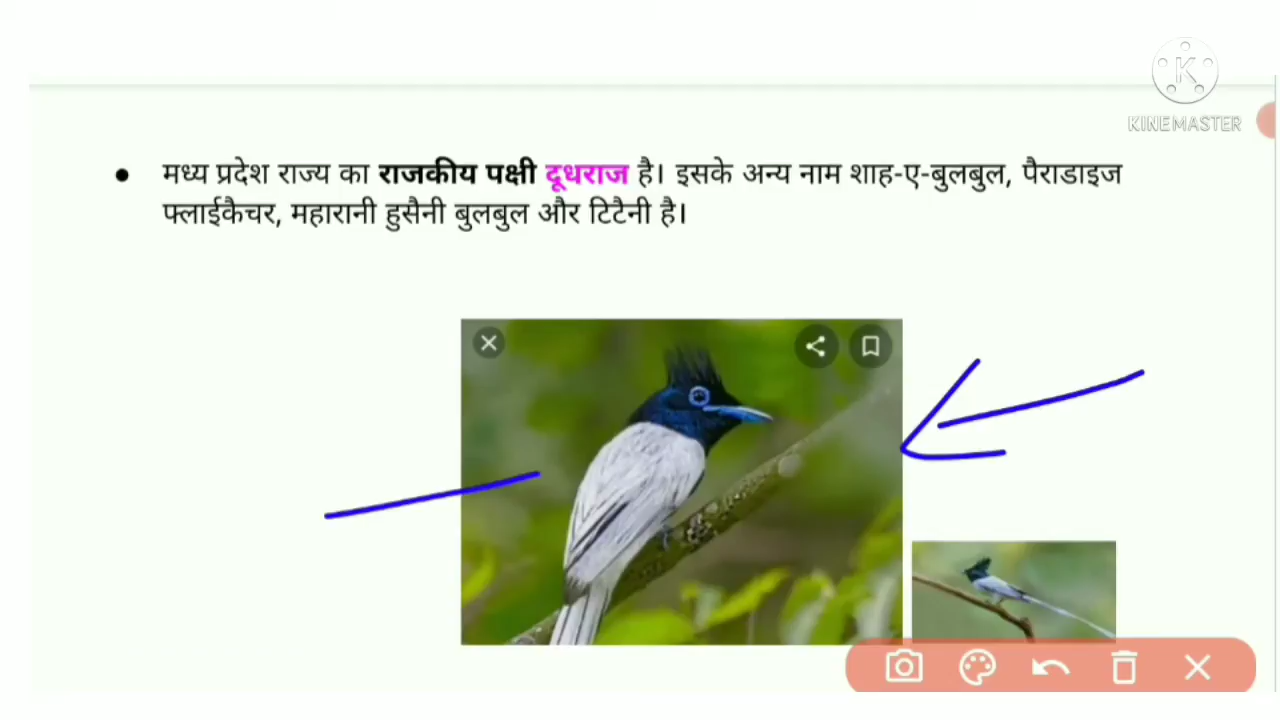 KINEMASTER
मध्य प्रदेश राज्य का राजकीय पक्षी दूधराज है। इसके अन्य नाम शाह-ए-बुलबुल, पैराडाइज
फ्लाईकैचर, महारानी हुसैनी बुलबुल और टिटैनी है।